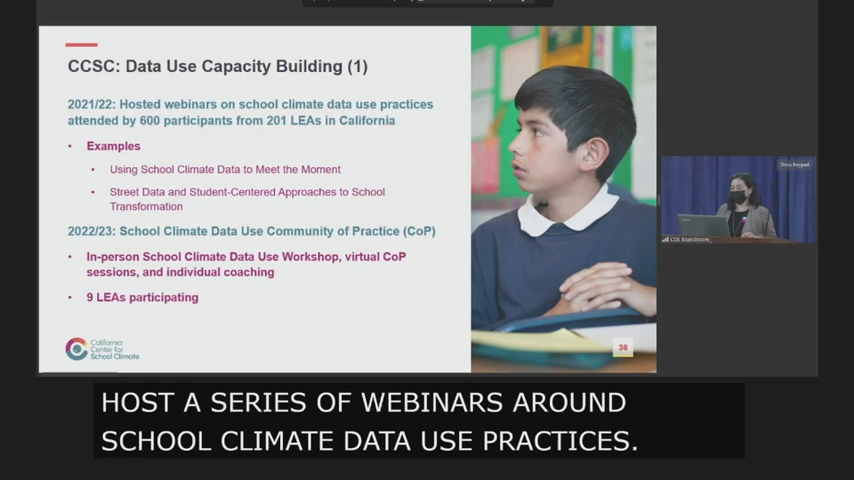 CCSC: Data Use Capacity Building (1)
2021/22: Hosted webinars on school climate data use practices
attended by 600 participants from 201 LEAs in California
• Examples
• Using School Climate Data to Meet the Moment
• Street Data and Student-Centered Approaches to School
Transformation
2022/23: School Climate Data Use Community of Practice (CoP)
• In-person School Climate Data Use Workshop, virtual CoP
sessions, and individual coaching
• 9 LEAs participating
California
Center for
School Climate
36
Show Keypad
CDE Boardroom
HOST A SERIES OF WEBINARS AROUND
SCHOOL CLIMATE DATA USE PRACTICES.